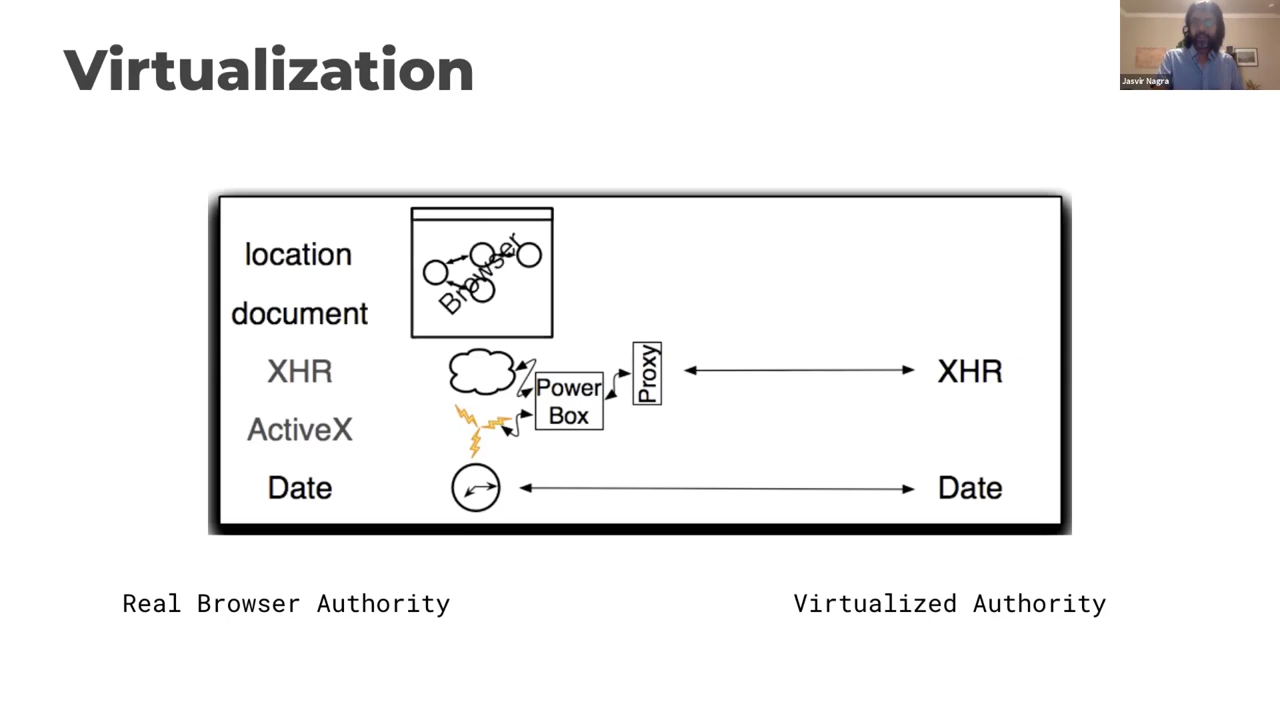 Virtualization
Jasvir Nagra
location
Browser
document
XHR
Power
Box
Proxy
XHR
ActiveX
Date
Date
Real Browser Authority
Virtualized Authority